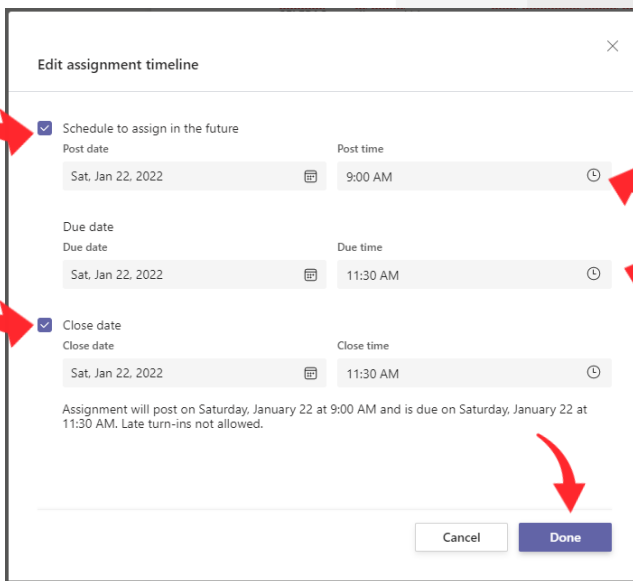 Edit assignment timeline
Schedule to assign in the future
Post date Post time
Sat, Jan 22, 2022 9:00 AM
Due date
Due date Due time
Sat, Jan 22, 2022 11:30 AM
Close date
Close date Close time
Sat, Jan 22, 2022 11:30 AM
Assignment will post on Saturday, January 22 at 9:00 AM and is due on Saturday, January 22 at
11:30 AM. Late turn-ins not allowed.
Cancel Done